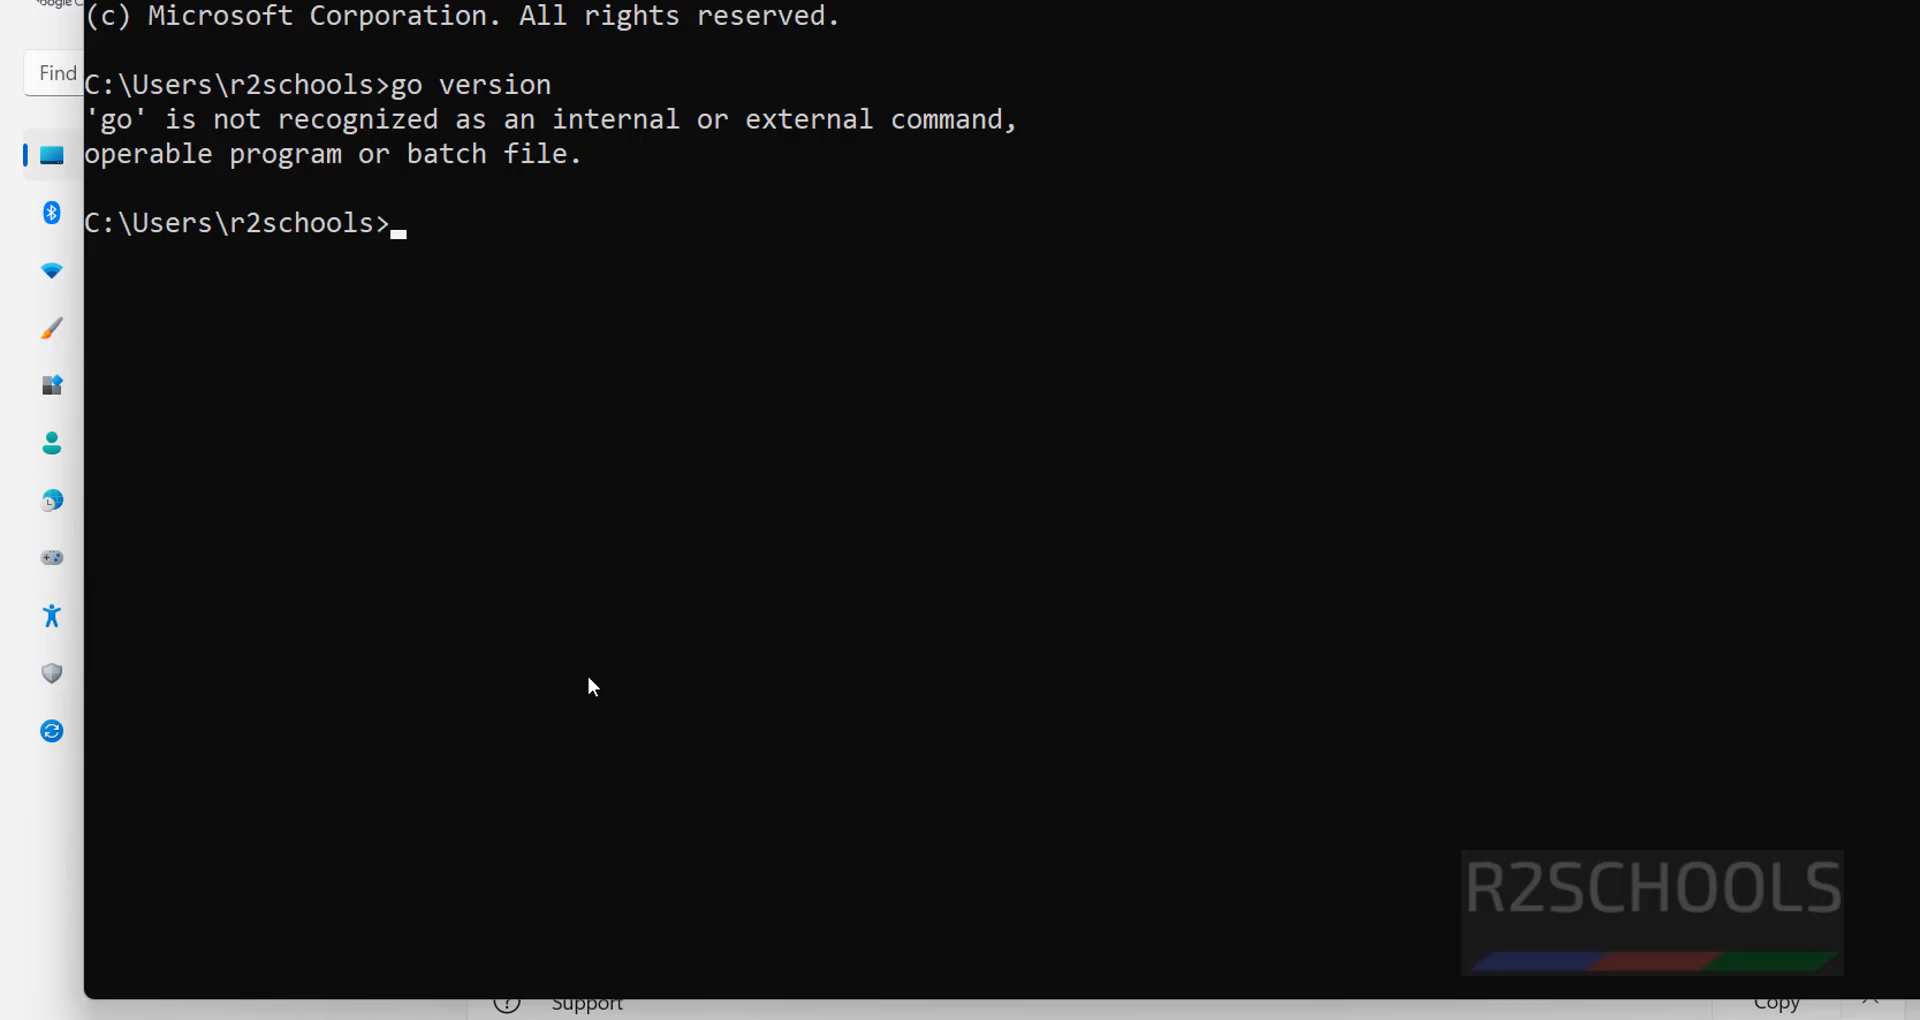 (c) Microsoft Corporation. All rights reserved.
Find
C:\Users\r2schools>go version
'go' is not recognized as an internal or external command,
operable program or batch file.
C:\Users\r2schools>
R2SCHOOLS
Support
Copy